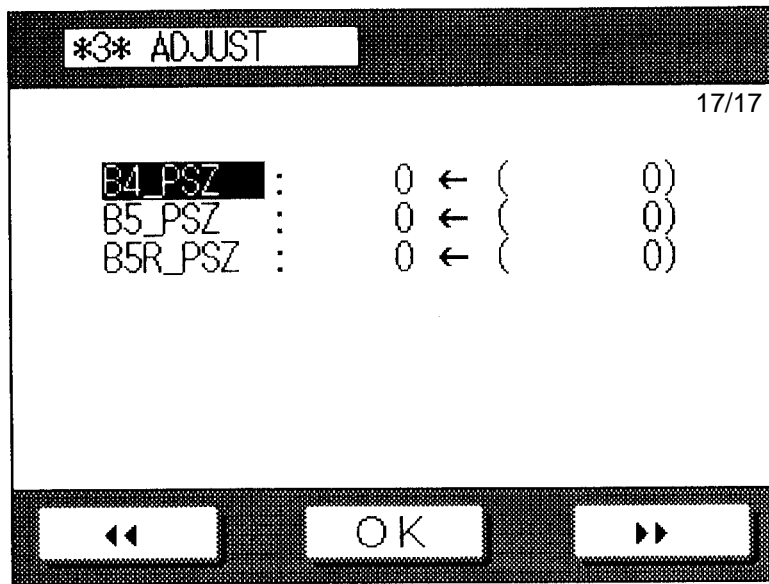 *3* ADJUST
17/17
B4_PSZ : 0 ← ( 0)
B5_PSZ : 0 ← ( 0)
B5R_PSZ : 0 ← ( 0)
OK